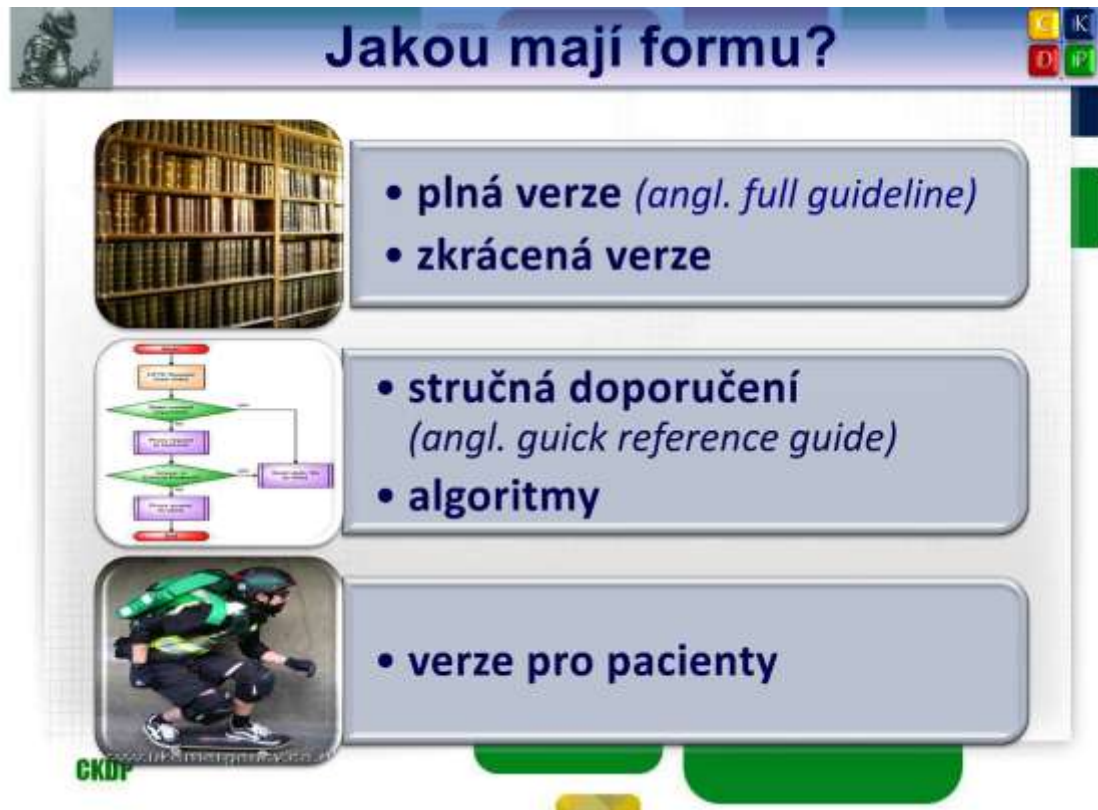 Jakou mají formu?
C K
D P
• plná verze (angl. full guideline)
• zkrácená verze
• stručná doporučení
(angl. guick reference guide)
• algoritmy
• verze pro pacienty
CKDP